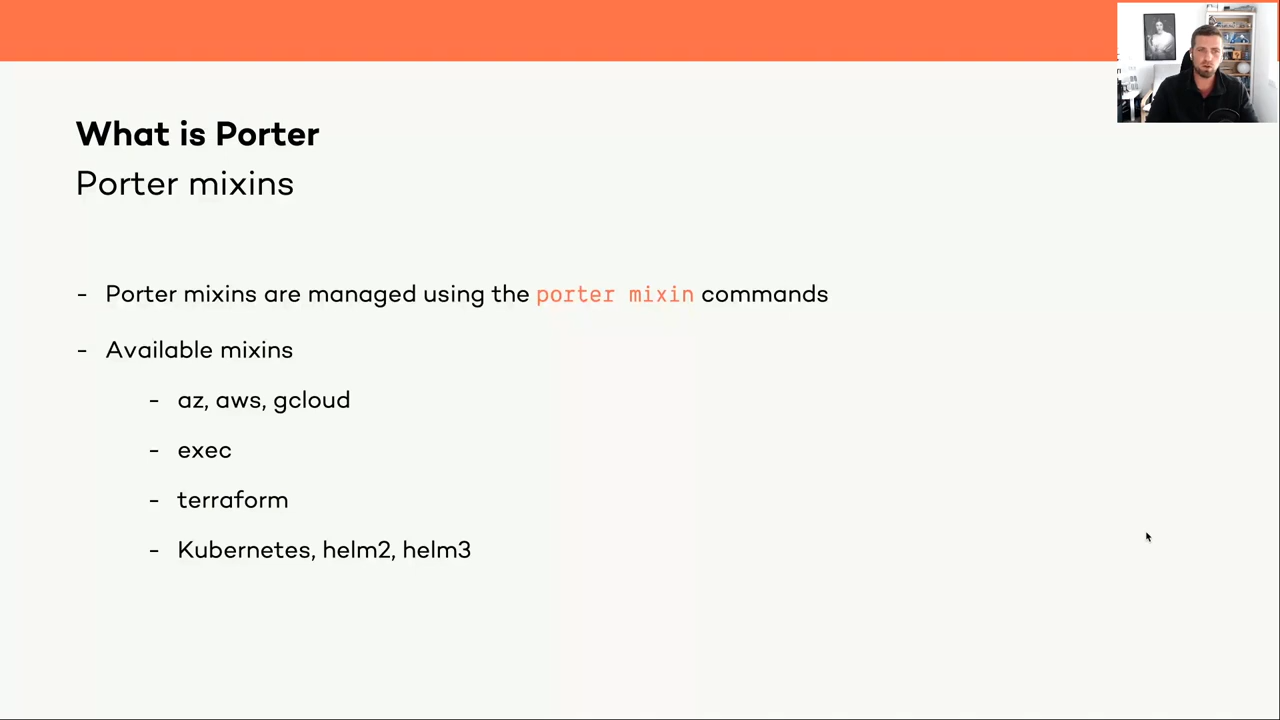 What is Porter
Porter mixins
- Porter mixins are managed using the porter mixin commands
- Available mixins
- az, aws, gcloud
- exec
- terraform
- Kubernetes, helm2, helm3